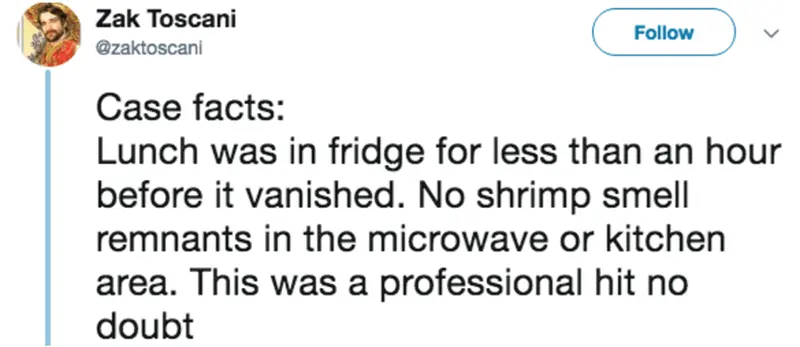 Zak Toscani
@zaktoscani
Follow
Case facts:
Lunch was in fridge for less than an hour
before it vanished. No shrimp smell
remnants in the microwave or kitchen
area. This was a professional hit no
doubt